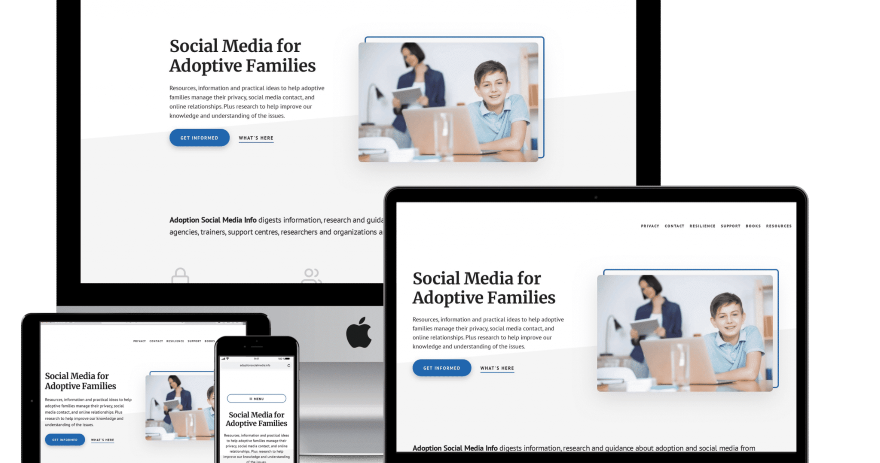 Social Media for
Adoptive Families
Resources, information and practical ideas to help adoptive
families manage their privacy, social media contact, and
online relationships. Plus research to help improve our
knowledge and understanding of the issues.
GET INFORMED WHAT'S HERE
Adoption Social Media Info digests information, research and guida
agencies, trainers, support centres, researchers and organizations a
PRIVACY CONTACT RESILIENCE SUPPORT BOOKS RESOURCES
Social Media for
Adoptive Families
Resources, information and practical ideas to help adoptive
families manage their privacy, social media contact, and
online relationships. Plus research to help improve our
knowledge and understanding of the issues.
GET INFORMED WHAT'S HERE
Adoption Social Media Info digests information, research and guidance about adoption and social media from
PRIVACY CONTACT RESILIENCE SUPPORT BOOKS
Social Media for
Adoptive Families
Resources, information and practical ideas to help
adoptive families manage their privacy, social
media contact, and online relationships. Plus
research to help improve our knowledge and
understanding of the issues.
GET INFORMED WHAT'S HERE
≡ MENU
Social Media for
Adoptive Families
Resources, information and practical ideas
to help adoptive families manage their
privacy, social media contact, and online
relationships. Plus research to help
improve our knowledge and understanding
of the issues.